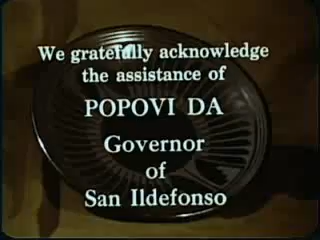 We gratefully acknowledge
the assistance of
POPOVI DA
Governor
of
San Ildefonso